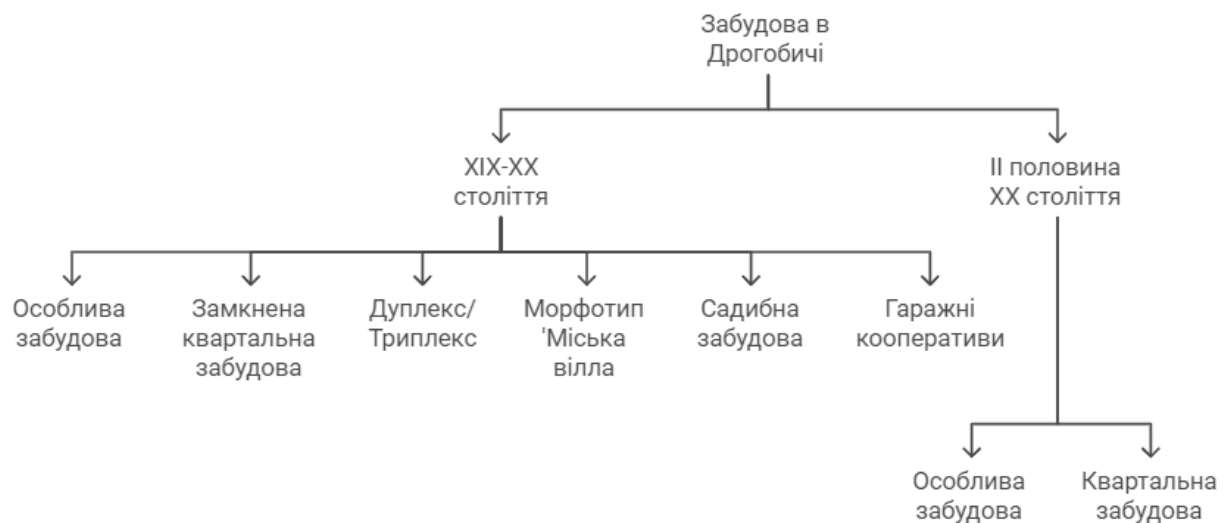 Забудова в
Дрогобичі
XIX-XX
століття
II половина
XX століття
Особлива
забудова
Замкнена
квартальна
забудова
Дуплекс/
Триплекс
Морфотип
'Міська
вілла
Садибна
забудова
Гаражні
кооперативи
Особлива
забудова
Квартальна
забудова